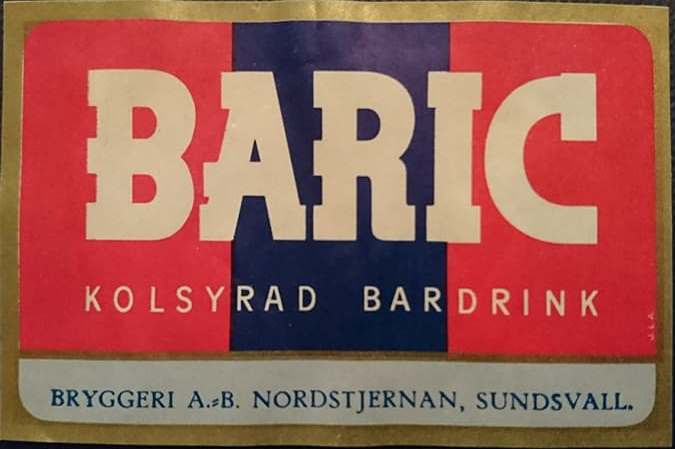 BARIC
KOLSYRAD BARDRINK
BRYGGERI A.=B. NORDSTJERNAN, SUNDSVALL.